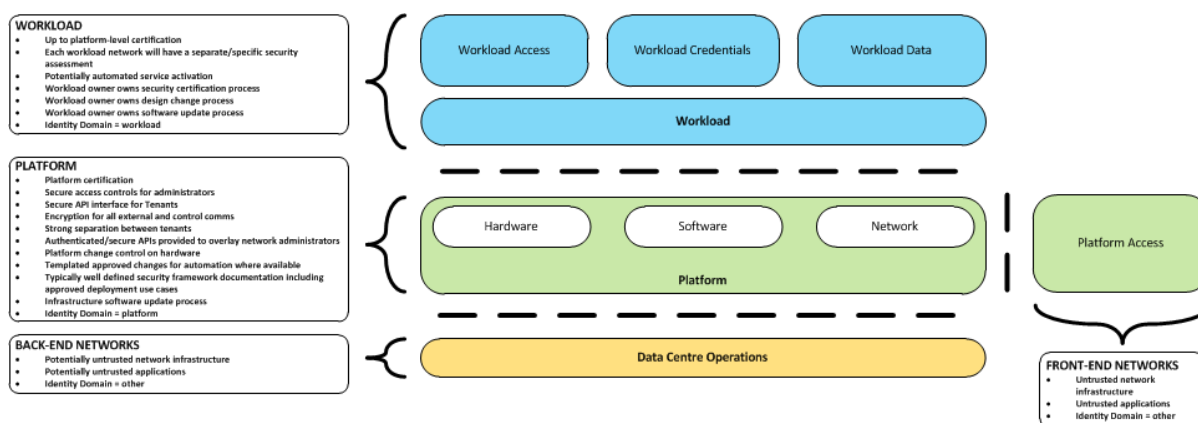 WORKLOAD
• Up to platform-level certification
• Each workload network will have a separate/specific security
assessment
• Potentially automated service activation
• Workload owner owns security certification process
• Workload owner owns design change process
• Workload owner owns software update process
• Identity Domain = workload
Workload Access
Workload Credentials
Workload Data
Workload
PLATFORM
• Platform certification
• Secure access controls for administrators
• Secure API interface for Tenants
• Encryption for all external and control comms
• Strong separation between tenants
• Authenticated/secure APIs provided to overlay network administrators
• Platform change control on hardware
• Templated approved changes for automation where available
• Typically well defined security framework documentation including
approved deployment use cases
• Infrastructure software update process
• Identity Domain = platform
Hardware
Software
Network
Platform
Platform Access
BACK-END NETWORKS
• Potentially untrusted network infrastructure
• Potentially untrusted applications
• Identity Domain = other
Data Centre Operations
FRONT-END NETWORKS
• Untrusted network
infrastructure
• Untrusted applications
• Identity Domain = other